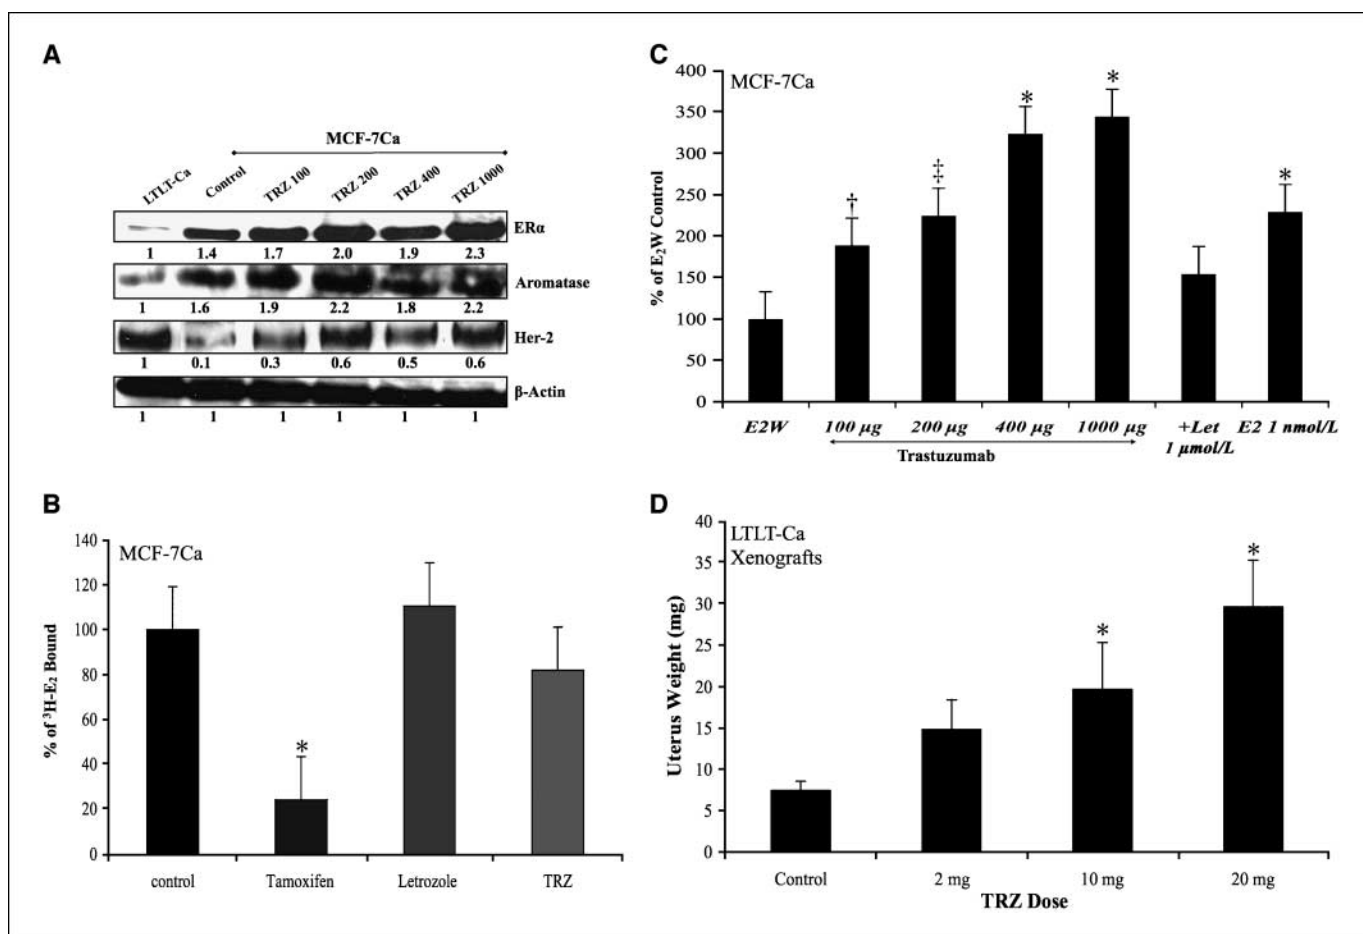 A
MCF-7Ca
LTLT-Ca Control TRZ 100 TRZ 200 TRZ 400 TRZ 1000
ERα
1 1.4 1.7 2.0 1.9 2.3
Aromatase
1 1.6 1.9 2.2 1.8 2.2
Her-2
1 0.1 0.3 0.6 0.5 0.6
β-Actin
1 1 1 1 1 1
B
MCF-7Ca
% of ³H-E₂ Bound
140
120
100
80
60
40
20
0
*
control Tamoxifen Letrozole TRZ
C
MCF-7Ca
% of E₂W Control
400
350
300
250
200
150
100
50
0
† ‡ * * *
E2W 100 µg 200 µg 400 µg 1000 µg +Let E2 1 nmol/L
1 µmol/L
Trastuzumab
D
LTLT-Ca
Xenografts
Uterus Weight (mg)
40
35
30
25
20
15
10
5
0
* *
Control 2 mg 10 mg 20 mg
TRZ Dose